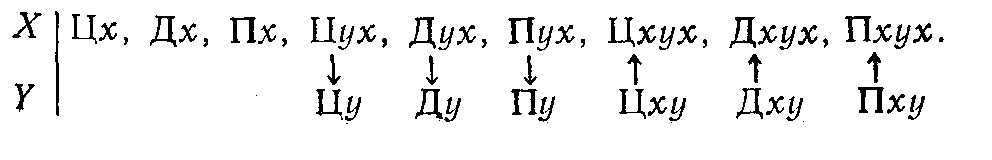 X | Цx, Дx, Пx, Цyx, Дyx, Пyx, Цxyx, Дxyx, Пxyx.
↓ ↓ ↓ ↑ ↑ ↑
Y | Цy Дy Пy Цxy Дxy Пxy